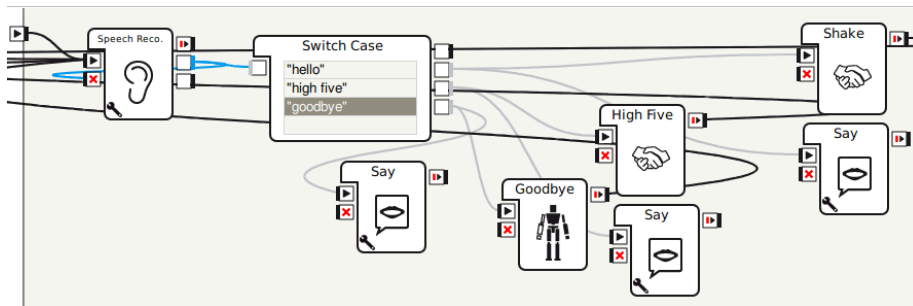 Speech Reco.
Switch Case
"hello"
"high five"
"goodbye"
Shake
High Five
Say
Say
Goodbye
Say